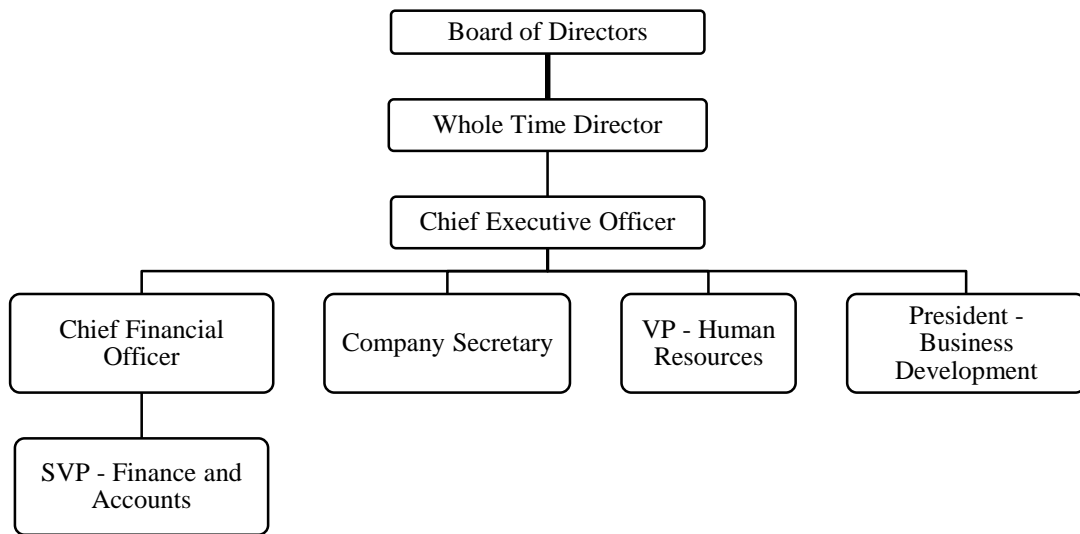 Board of Directors
Whole Time Director
Chief Executive Officer
Chief Financial
Officer
Company Secretary
VP - Human
Resources
President -
Business
Development
SVP - Finance and
Accounts